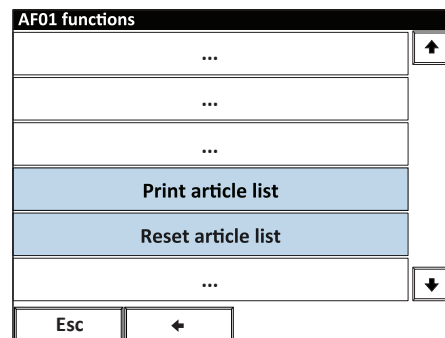 AF01 functions
...
...
...
Print article list
Reset article list
...
Esc